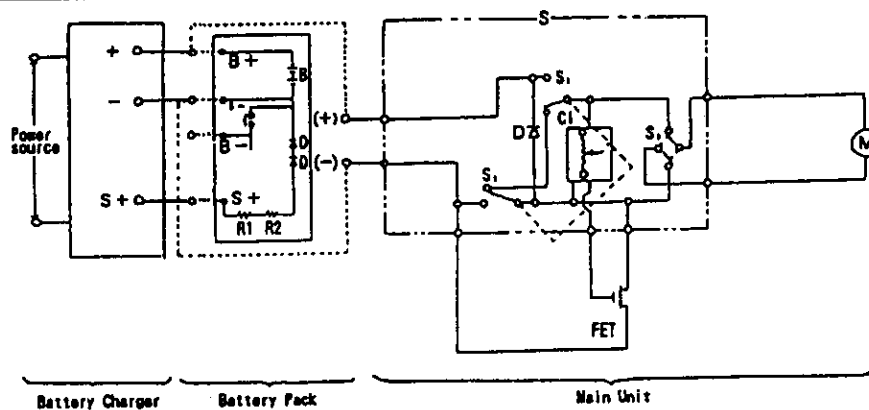 S
+
B+
B
S₁
-
I-
(+)
C1
Power
source
D
S₂
M
B-
D
D
(-)
S₁
S+
S+
R1 R2
FET
Battery Charger
Battery Pack
Main Unit